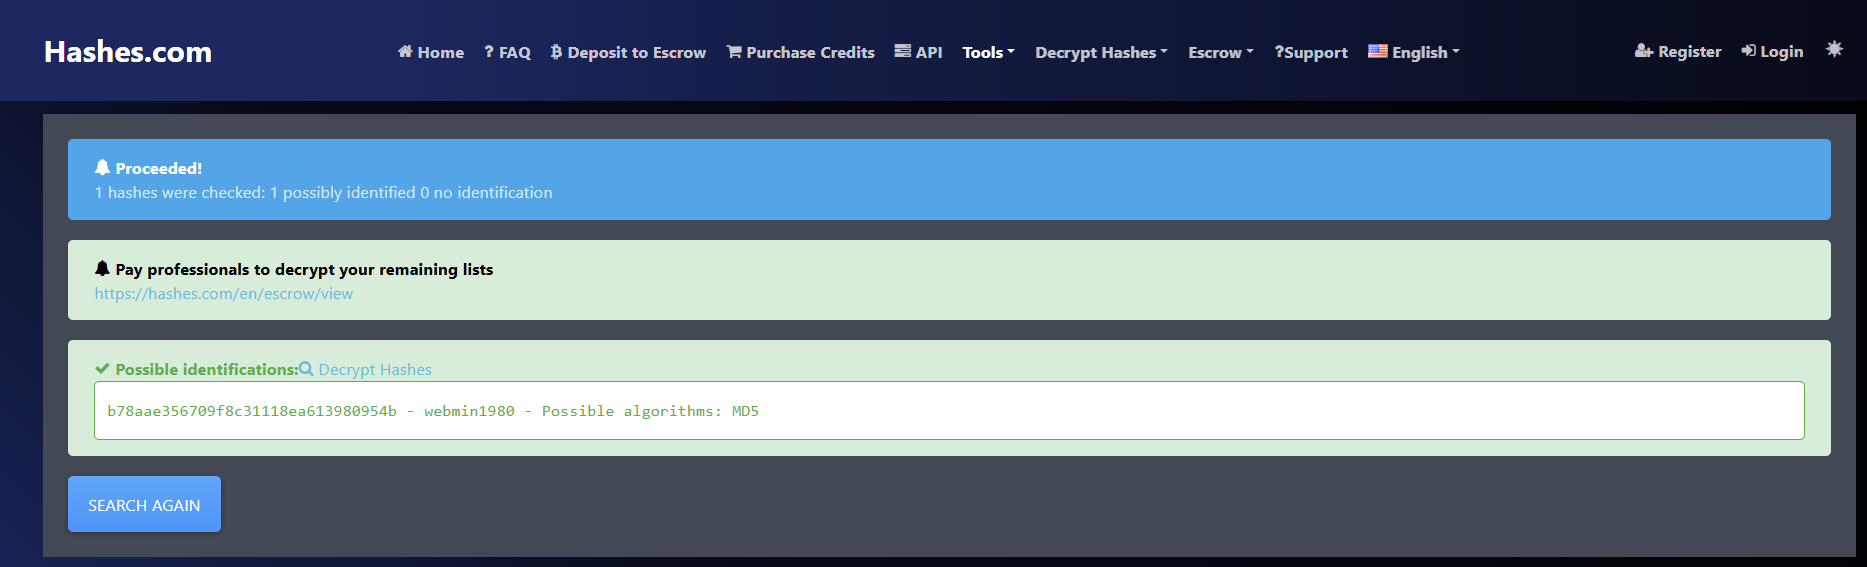 Hashes.com
Home ? FAQ Deposit to Escrow Purchase Credits API Tools Decrypt Hashes Escrow ?Support English Register Login
Proceeded!
1 hashes were checked: 1 possibly identified 0 no identification
Pay professionals to decrypt your remaining lists
https://hashes.com/en/escrow/view
Possible identifications: Decrypt Hashes
b78aae356709f8c31118ea613980954b - webmin1980 - Possible algorithms: MD5
SEARCH AGAIN